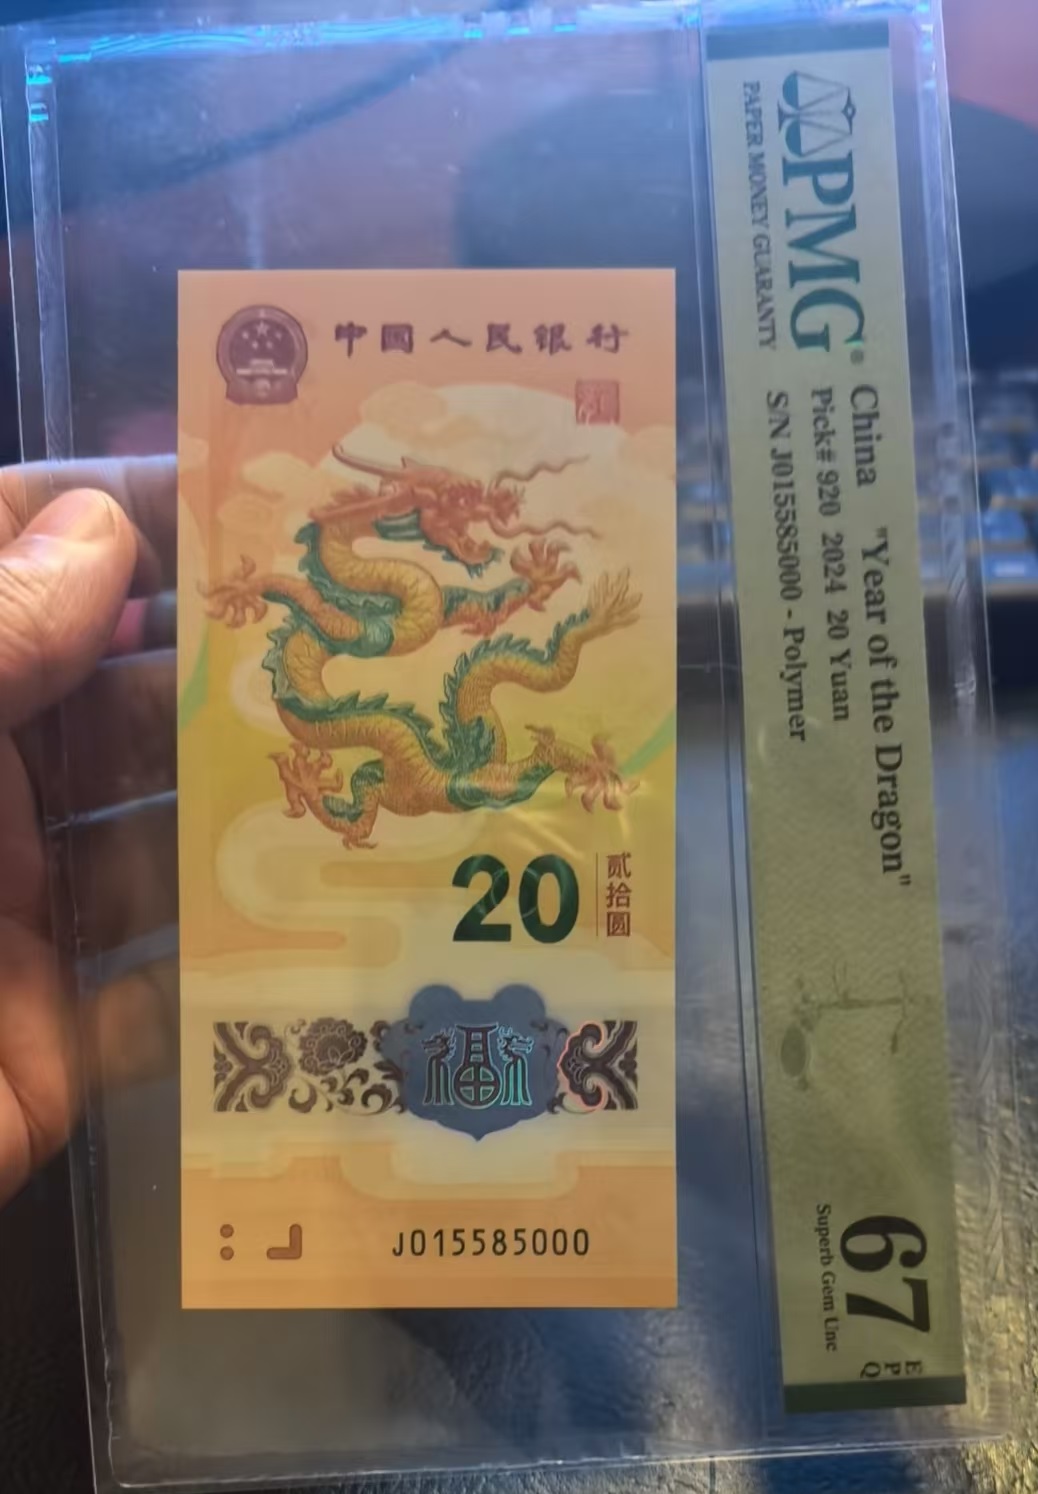 中国人民银行
20
贰拾圆
福
J015585000
PMG®
PAPER MONEY GUARANTY
China "Year of the Dragon"
Pick# 920 2024 20 Yuan
S/N J015585000 - Polymer
67 EPQ
Superb Gem Unc